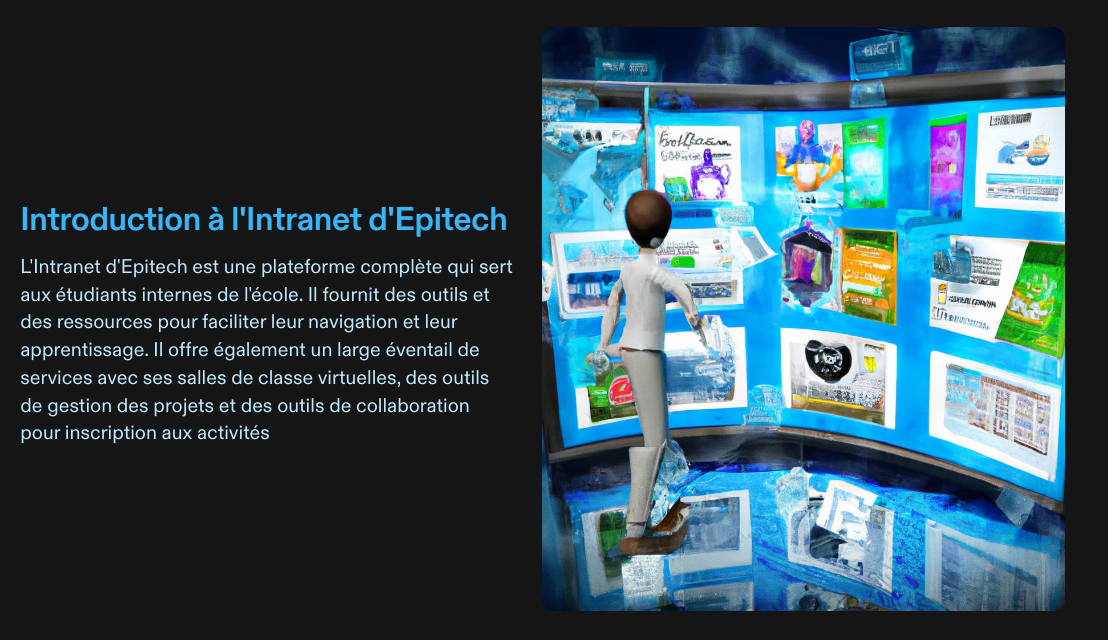 Introduction à l'Intranet d'Epitech
L'Intranet d'Epitech est une plateforme complète qui sert
aux étudiants internes de l'école. Il fournit des outils et
des ressources pour faciliter leur navigation et leur
apprentissage. Il offre également un large éventail de
services avec ses salles de classe virtuelles, des outils
de gestion des projets et des outils de collaboration
pour inscription aux activités